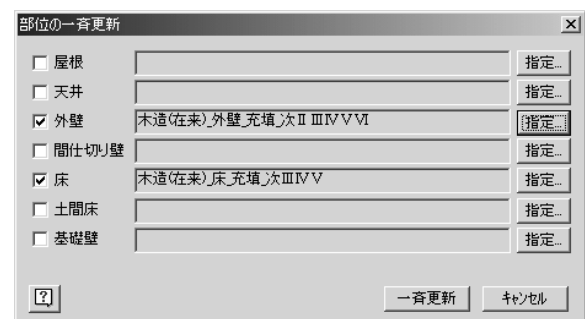 部位の一斉更新
屋根 指定...
天井 指定...
外壁 木造(在来)_外壁_充填_次ⅡⅢⅣⅤⅥ 指定...
間仕切り壁 指定...
床 木造(在来)_床_充填_次ⅢⅣⅤ 指定...
土間床 指定...
基礎壁 指定...
一斉更新 キャンセル